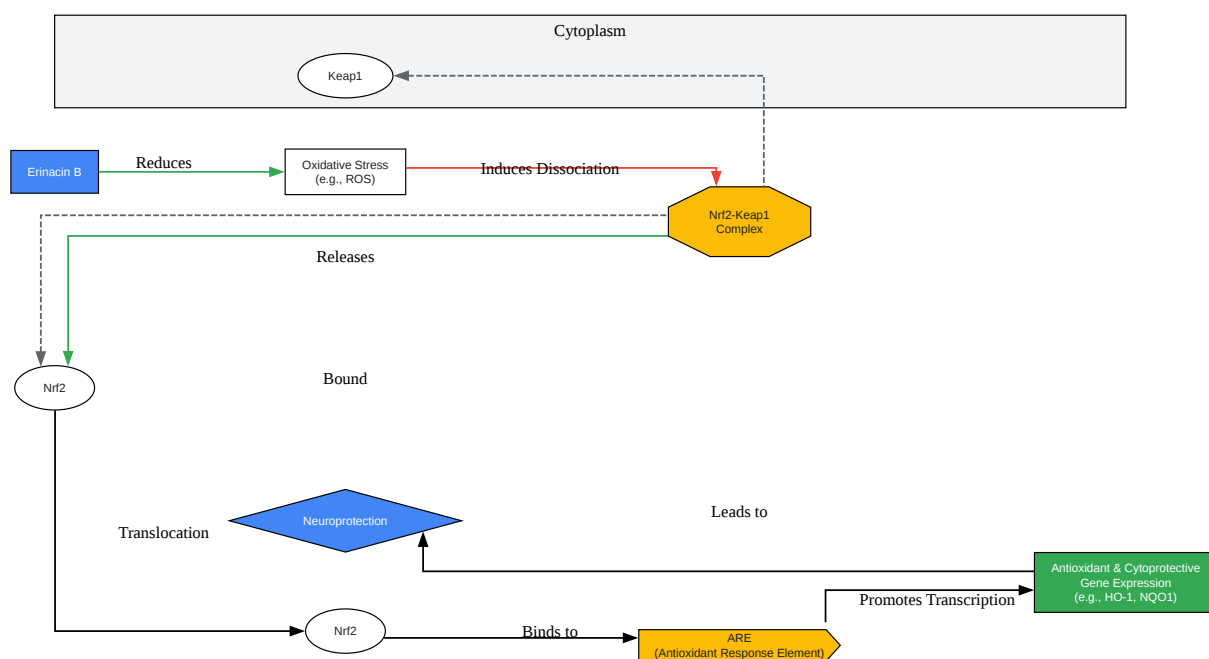 Cytoplasm
Keap1
Erinacin B
Reduces
Oxidative Stress
(e.g., ROS)
Induces Dissociation
Nrf2-Keap1
Complex
Releases
Nrf2
Bound
Neuroprotection
Leads to
Translocation
Antioxidant & Cytoprotective
Gene Expression
(e.g., HO-1, NQO1)
Promotes Transcription
Nrf2
Binds to
ARE
(Antioxidant Response Element)